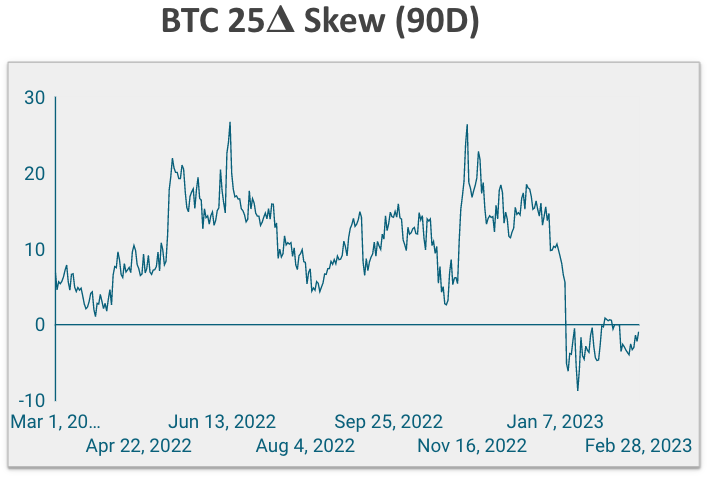 BTC 25Δ Skew (90D)
30
20
10
0
-10
Mar 1, 20… Jun 13, 2022 Sep 25, 2022 Jan 7, 2023
Apr 22, 2022 Aug 4, 2022 Nov 16, 2022 Feb 28, 2023